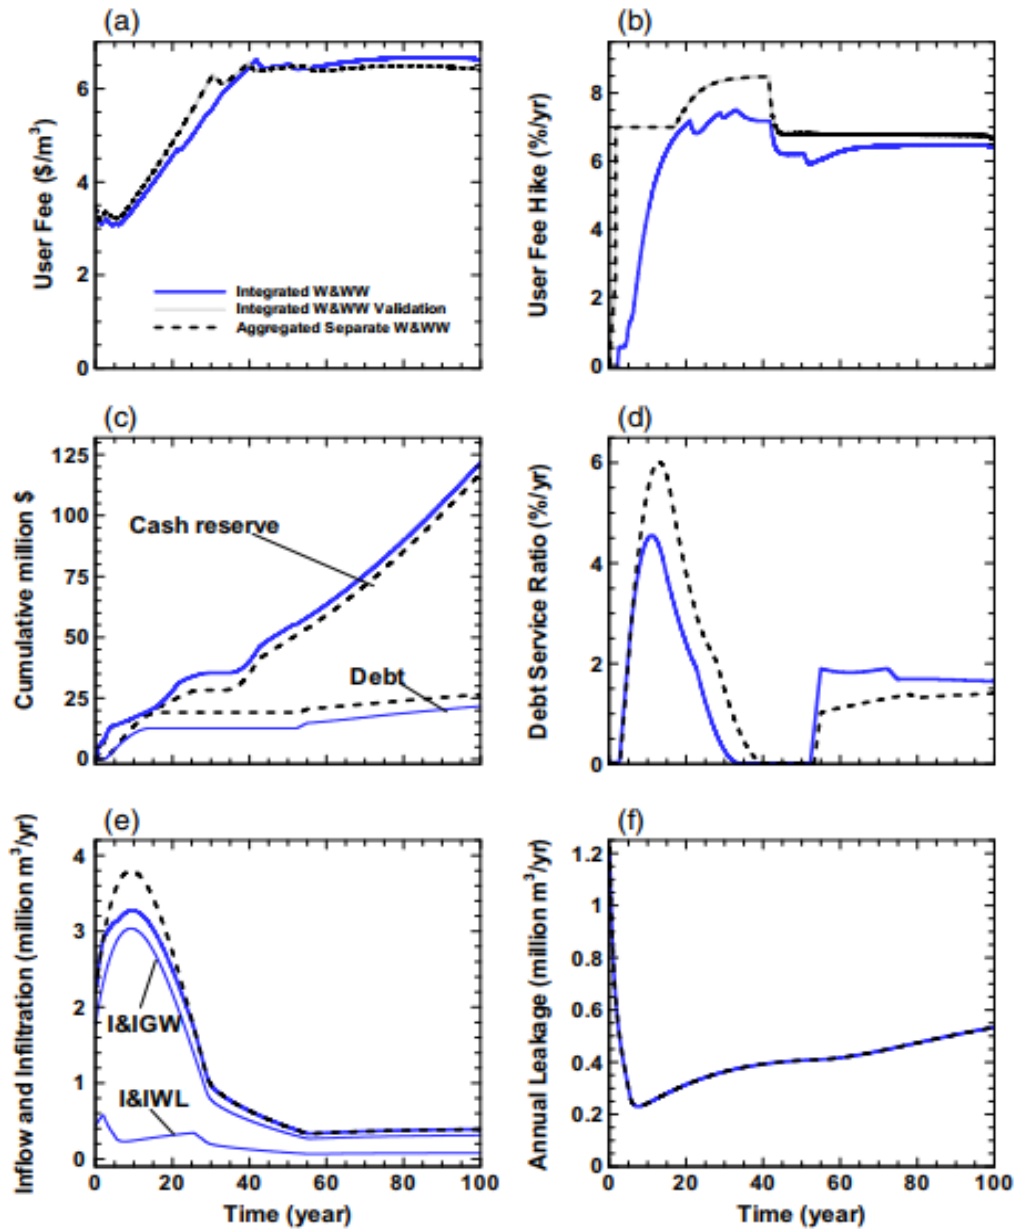 (a)
User Fee ($/m³)
6
4
2
0
Integrated W&WW
Integrated W&WW Validation
Aggregated Separate W&WW
(b)
User Fee Hike (%/yr)
8
6
4
2
0
(c)
Cumulative million $
125
100
75
50
25
0
Cash reserve
Debt
(d)
Debt Service Ratio (%/yr)
6
4
2
0
(e)
Inflow and Infiltration (million m³/yr)
4
3
2
1
0
I&IGW
I&IWL
0 20 40 60 80 100
Time (year)
(f)
Annual Leakage (million m³/yr)
1.2
1
0.8
0.6
0.4
0.2
0
0 20 40 60 80 100
Time (year)